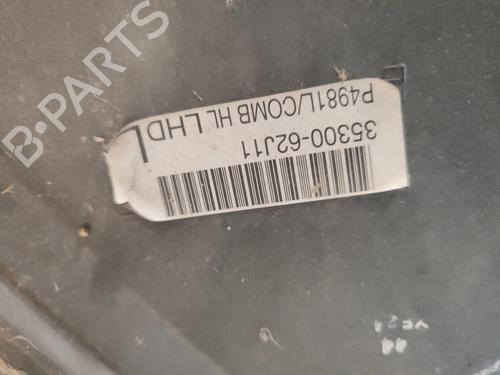 B-PARTS
P4981L/COMB HL LHD L
35300-62J11